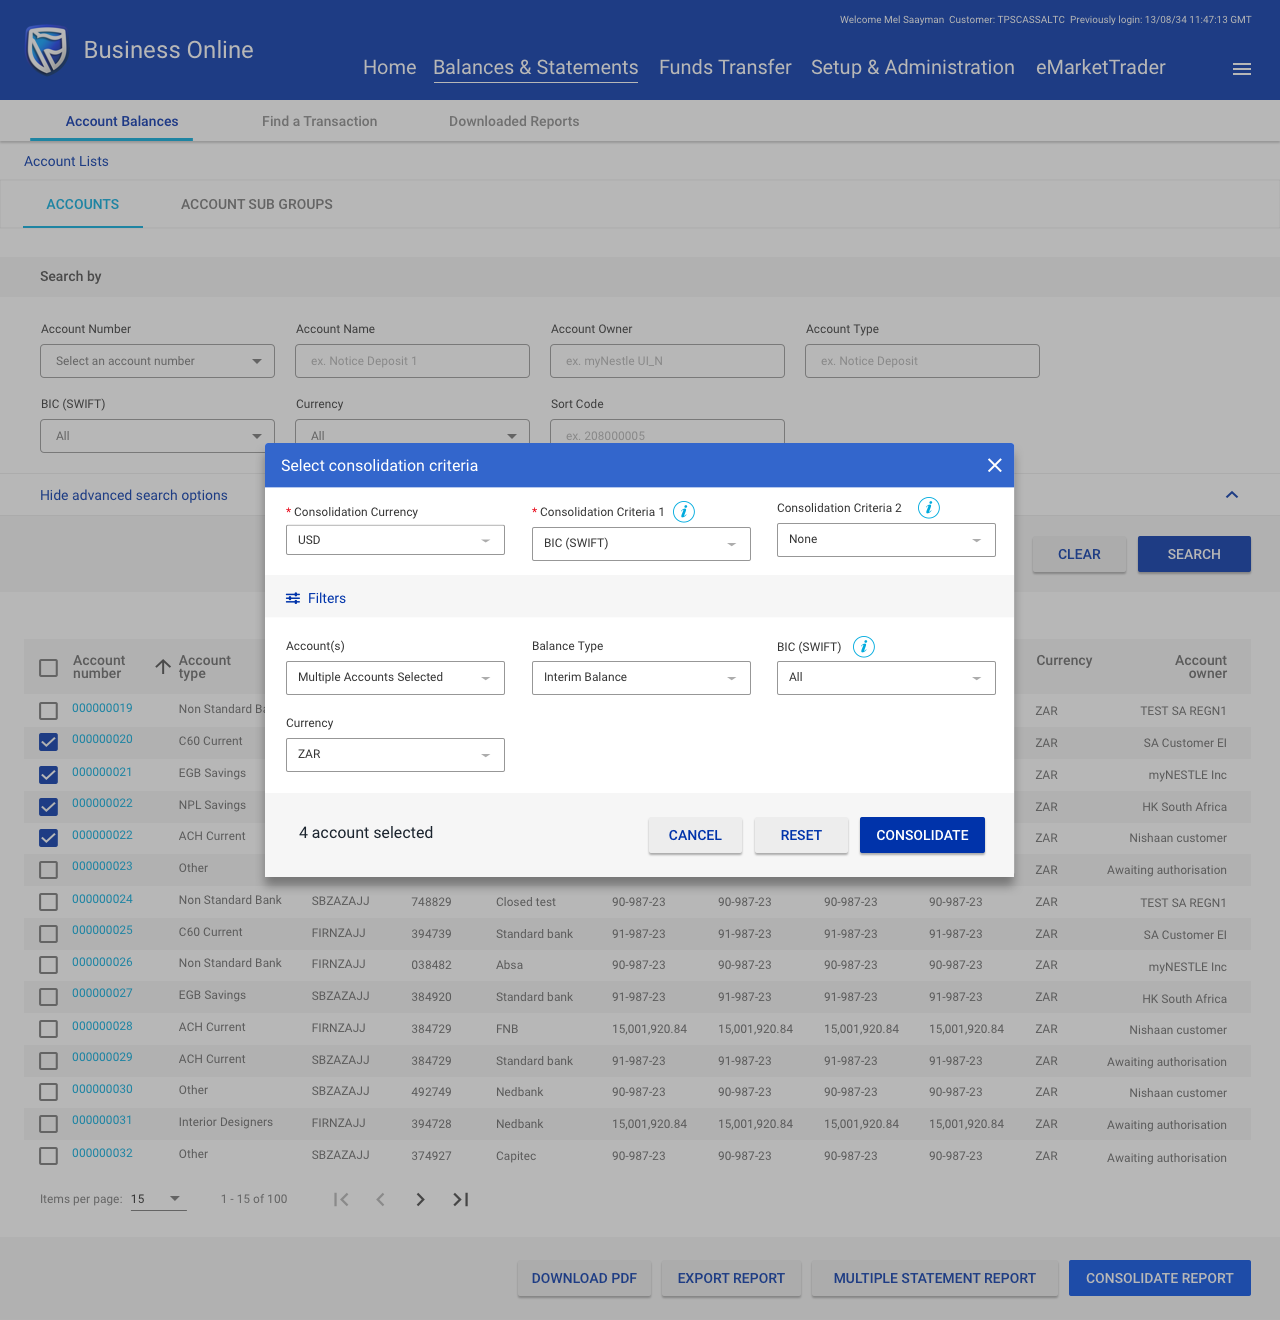 Welcome Mel Saayman  Customer: TPSCASSALTC  Previously login: 13/08/34 11:47:13 GMT
Business Online
Home Balances & Statements Funds Transfer Setup & Administration eMarketTrader
Account Balances Find a Transaction Downloaded Reports
Account Lists
ACCOUNTS ACCOUNT SUB GROUPS
Search by
Account Number Account Name Account Owner Account Type
Select an account number ex. Notice Deposit 1 ex. myNestle UI_N ex. Notice Deposit
BIC (SWIFT) Currency Sort Code
All All ex. 208000005
Select consolidation criteria
Hide advanced search options
* Consolidation Currency * Consolidation Criteria 1 i Consolidation Criteria 2 i
USD BIC (SWIFT) None
CLEAR SEARCH
Filters
Account(s) Balance Type BIC (SWIFT) i
Multiple Accounts Selected Interim Balance All
Currency
ZAR
4 account selected CANCEL RESET CONSOLIDATE
Account number Account type Currency Account owner
000000019 Non Standard Ba ZAR TEST SA REGN1
000000020 C60 Current ZAR SA Customer EI
000000021 EGB Savings ZAR myNESTLE Inc
000000022 NPL Savings ZAR HK South Africa
000000022 ACH Current ZAR Nishaan customer
000000023 Other ZAR Awaiting authorisation
000000024 Non Standard Bank SBZAZAJJ 748829 Closed test 90-987-23 90-987-23 90-987-23 90-987-23 ZAR TEST SA REGN1
000000025 C60 Current FIRNZAJJ 394739 Standard bank 91-987-23 91-987-23 91-987-23 91-987-23 ZAR SA Customer EI
000000026 Non Standard Bank FIRNZAJJ 038482 Absa 90-987-23 90-987-23 90-987-23 90-987-23 ZAR myNESTLE Inc
000000027 EGB Savings SBZAZAJJ 384920 Standard bank 91-987-23 91-987-23 91-987-23 91-987-23 ZAR HK South Africa
000000028 ACH Current FIRNZAJJ 384729 FNB 15,001,920.84 15,001,920.84 15,001,920.84 15,001,920.84 ZAR Nishaan customer
000000029 ACH Current SBZAZAJJ 384729 Standard bank 91-987-23 91-987-23 91-987-23 91-987-23 ZAR Awaiting authorisation
000000030 Other SBZAZAJJ 492749 Nedbank 90-987-23 90-987-23 90-987-23 90-987-23 ZAR Nishaan customer
000000031 Interior Designers FIRNZAJJ 394728 Nedbank 15,001,920.84 15,001,920.84 15,001,920.84 15,001,920.84 ZAR Awaiting authorisation
000000032 Other SBZAZAJJ 374927 Capitec 90-987-23 90-987-23 90-987-23 90-987-23 ZAR Awaiting authorisation
Items per page: 15 1 - 15 of 100
DOWNLOAD PDF EXPORT REPORT MULTIPLE STATEMENT REPORT CONSOLIDATE REPORT